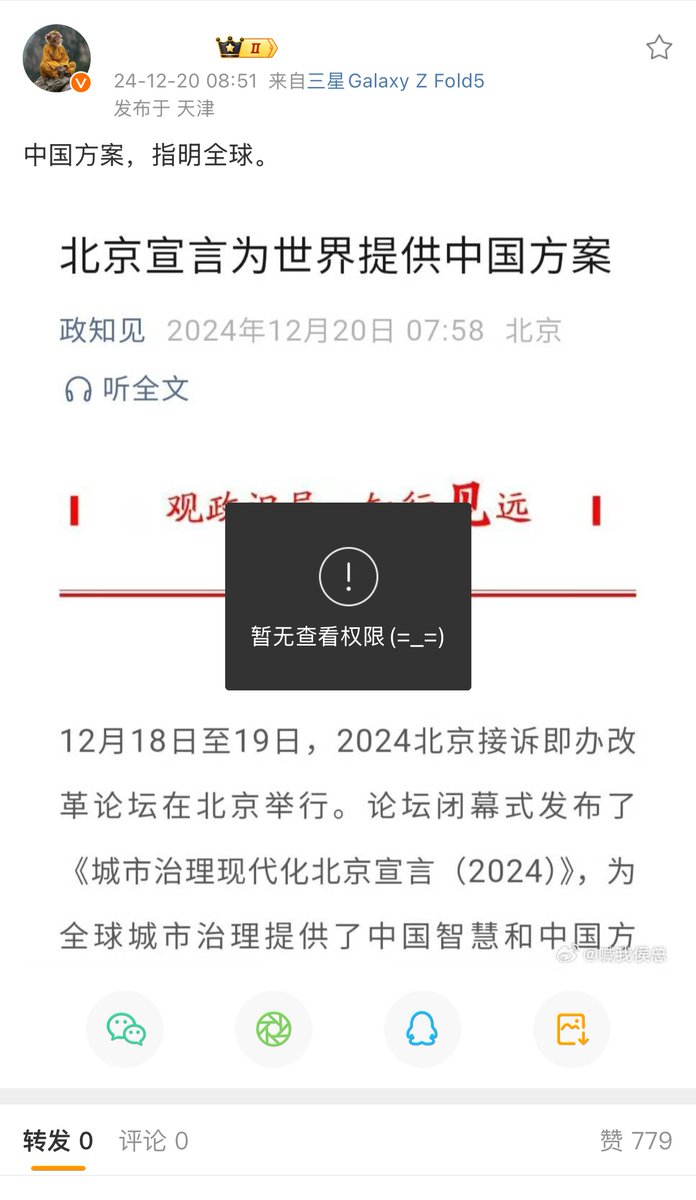 II
V
24-12-20 08:51 来自三星Galaxy Z Fold5
发布于 天津
中国方案，指明全球。
北京宣言为世界提供中国方案
政知见 2024年12月20日 07:58 北京
听全文
观政 见远
暂无查看权限(=_=)
12月18日至19日，2024北京接诉即办改
革论坛在北京举行。论坛闭幕式发布了
《城市治理现代化北京宣言（2024）》，为
全球城市治理提供了中国智慧和中国方
@喊我侯总
转发 0 评论 0 赞 779